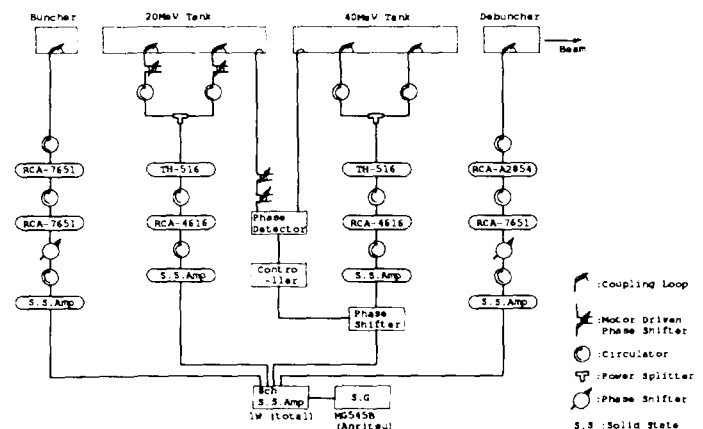 Buncher
20MeV Tank
40MeV Tank
Debuncher
Beam
RCA-7651
TH-516
TH-516
RCA-A2854
RCA-7651
RCA-4616
Phase
Detector
RCA-4616
RCA-7651
S.S.Amp
Contro
-ller
S.S.Amp
S.S.Amp
Phase
Shifter
S.S.Amp
8ch
S.S.Amp
1W (total)
S.G
MG545B
(Anritsu)
:Coupling Loop
:Motor Driven
Phase Shifter
:Circulator
:Power Splitter
:Phase Shifter
S.S :Solid State